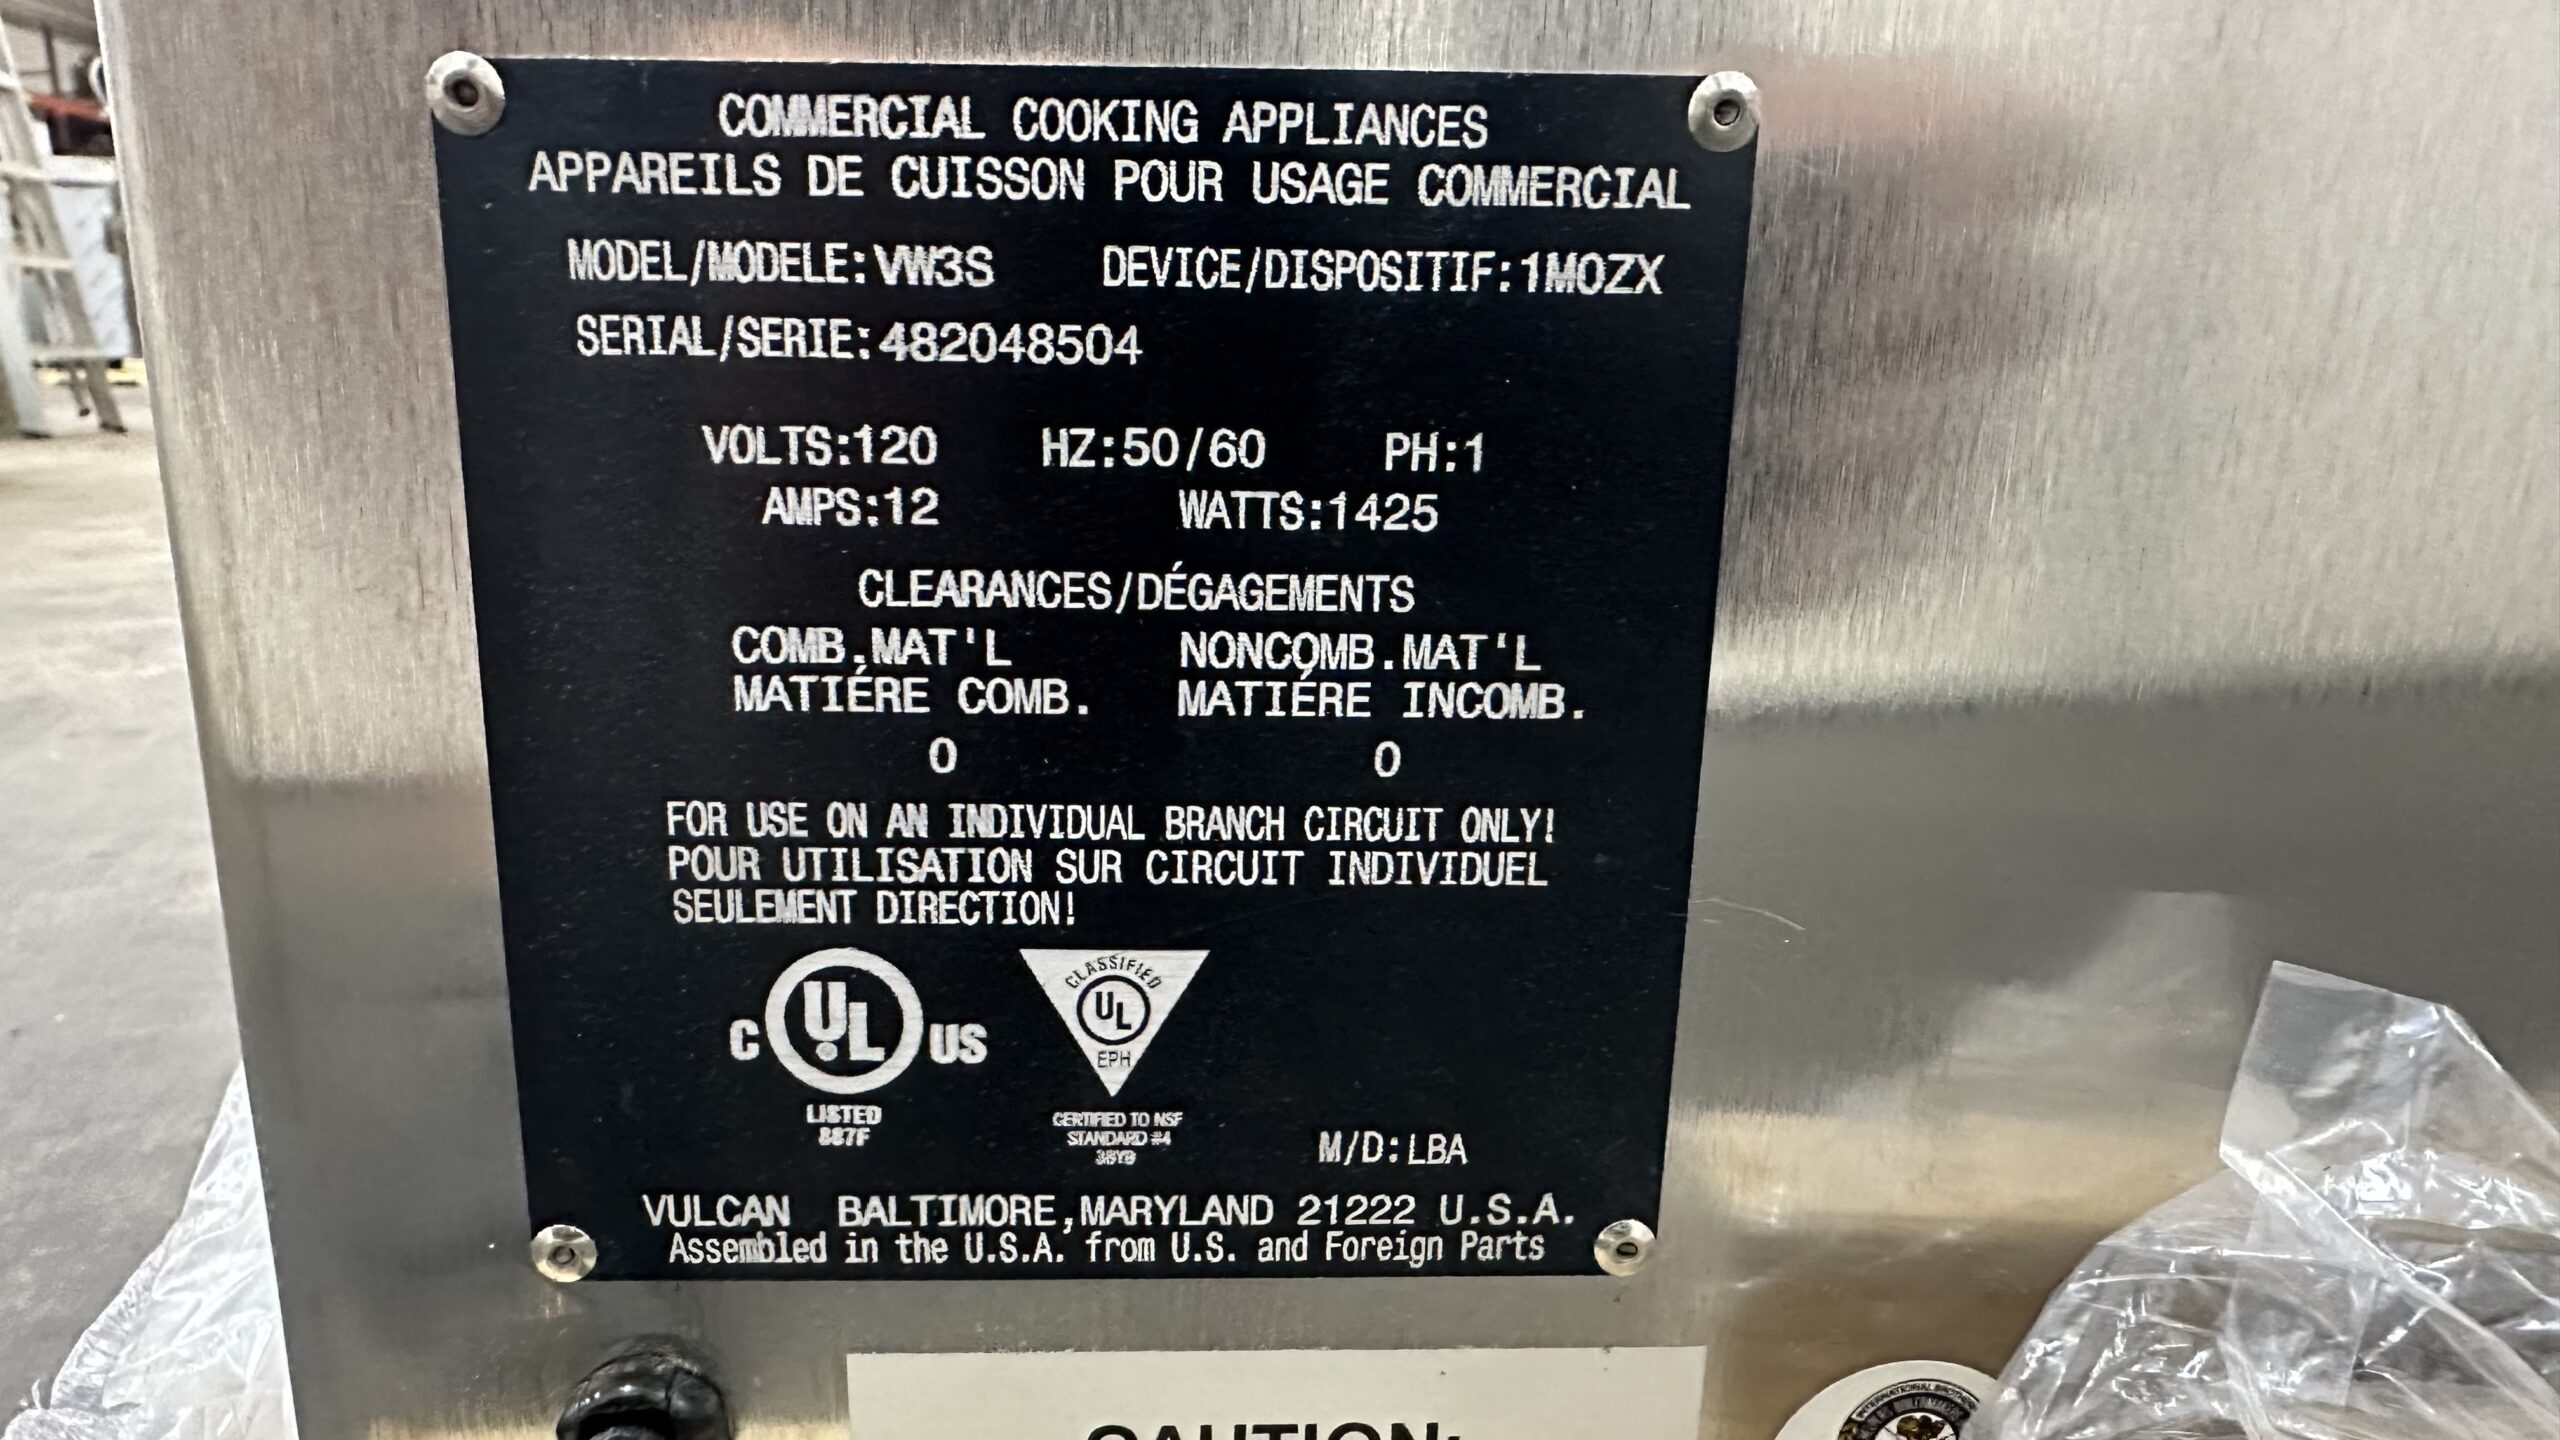 COMMERCIAL COOKING APPLIANCES
APPAREILS DE CUISSON POUR USAGE COMMERCIAL
MODEL/MODELE: VW3S DEVICE/DISPOSITIF: 1M0ZX
SERIAL/SERIE: 482048504
VOLTS: 120 HZ: 50/60 PH: 1
AMPS: 12 WATTS: 1425
CLEARANCES/DÉGAGEMENTS
COMB. MAT'L NONCOMB. MAT'L
MATIÉRE COMB. MATIÉRE INCOMB.
0 0
FOR USE ON AN INDIVIDUAL BRANCH CIRCUIT ONLY!
POUR UTILISATION SUR CIRCUIT INDIVIDUEL
SEULEMENT DIRECTION!
C UL US
LISTED
887F
CLASSIFIED
UL
EPH
CERTIFIED TO NSF
STANDARD #4
M/D: LBA
VULCAN BALTIMORE, MARYLAND 21222 U.S.A.
Assembled in the U.S.A. from U.S. and Foreign Parts
CAUTION: